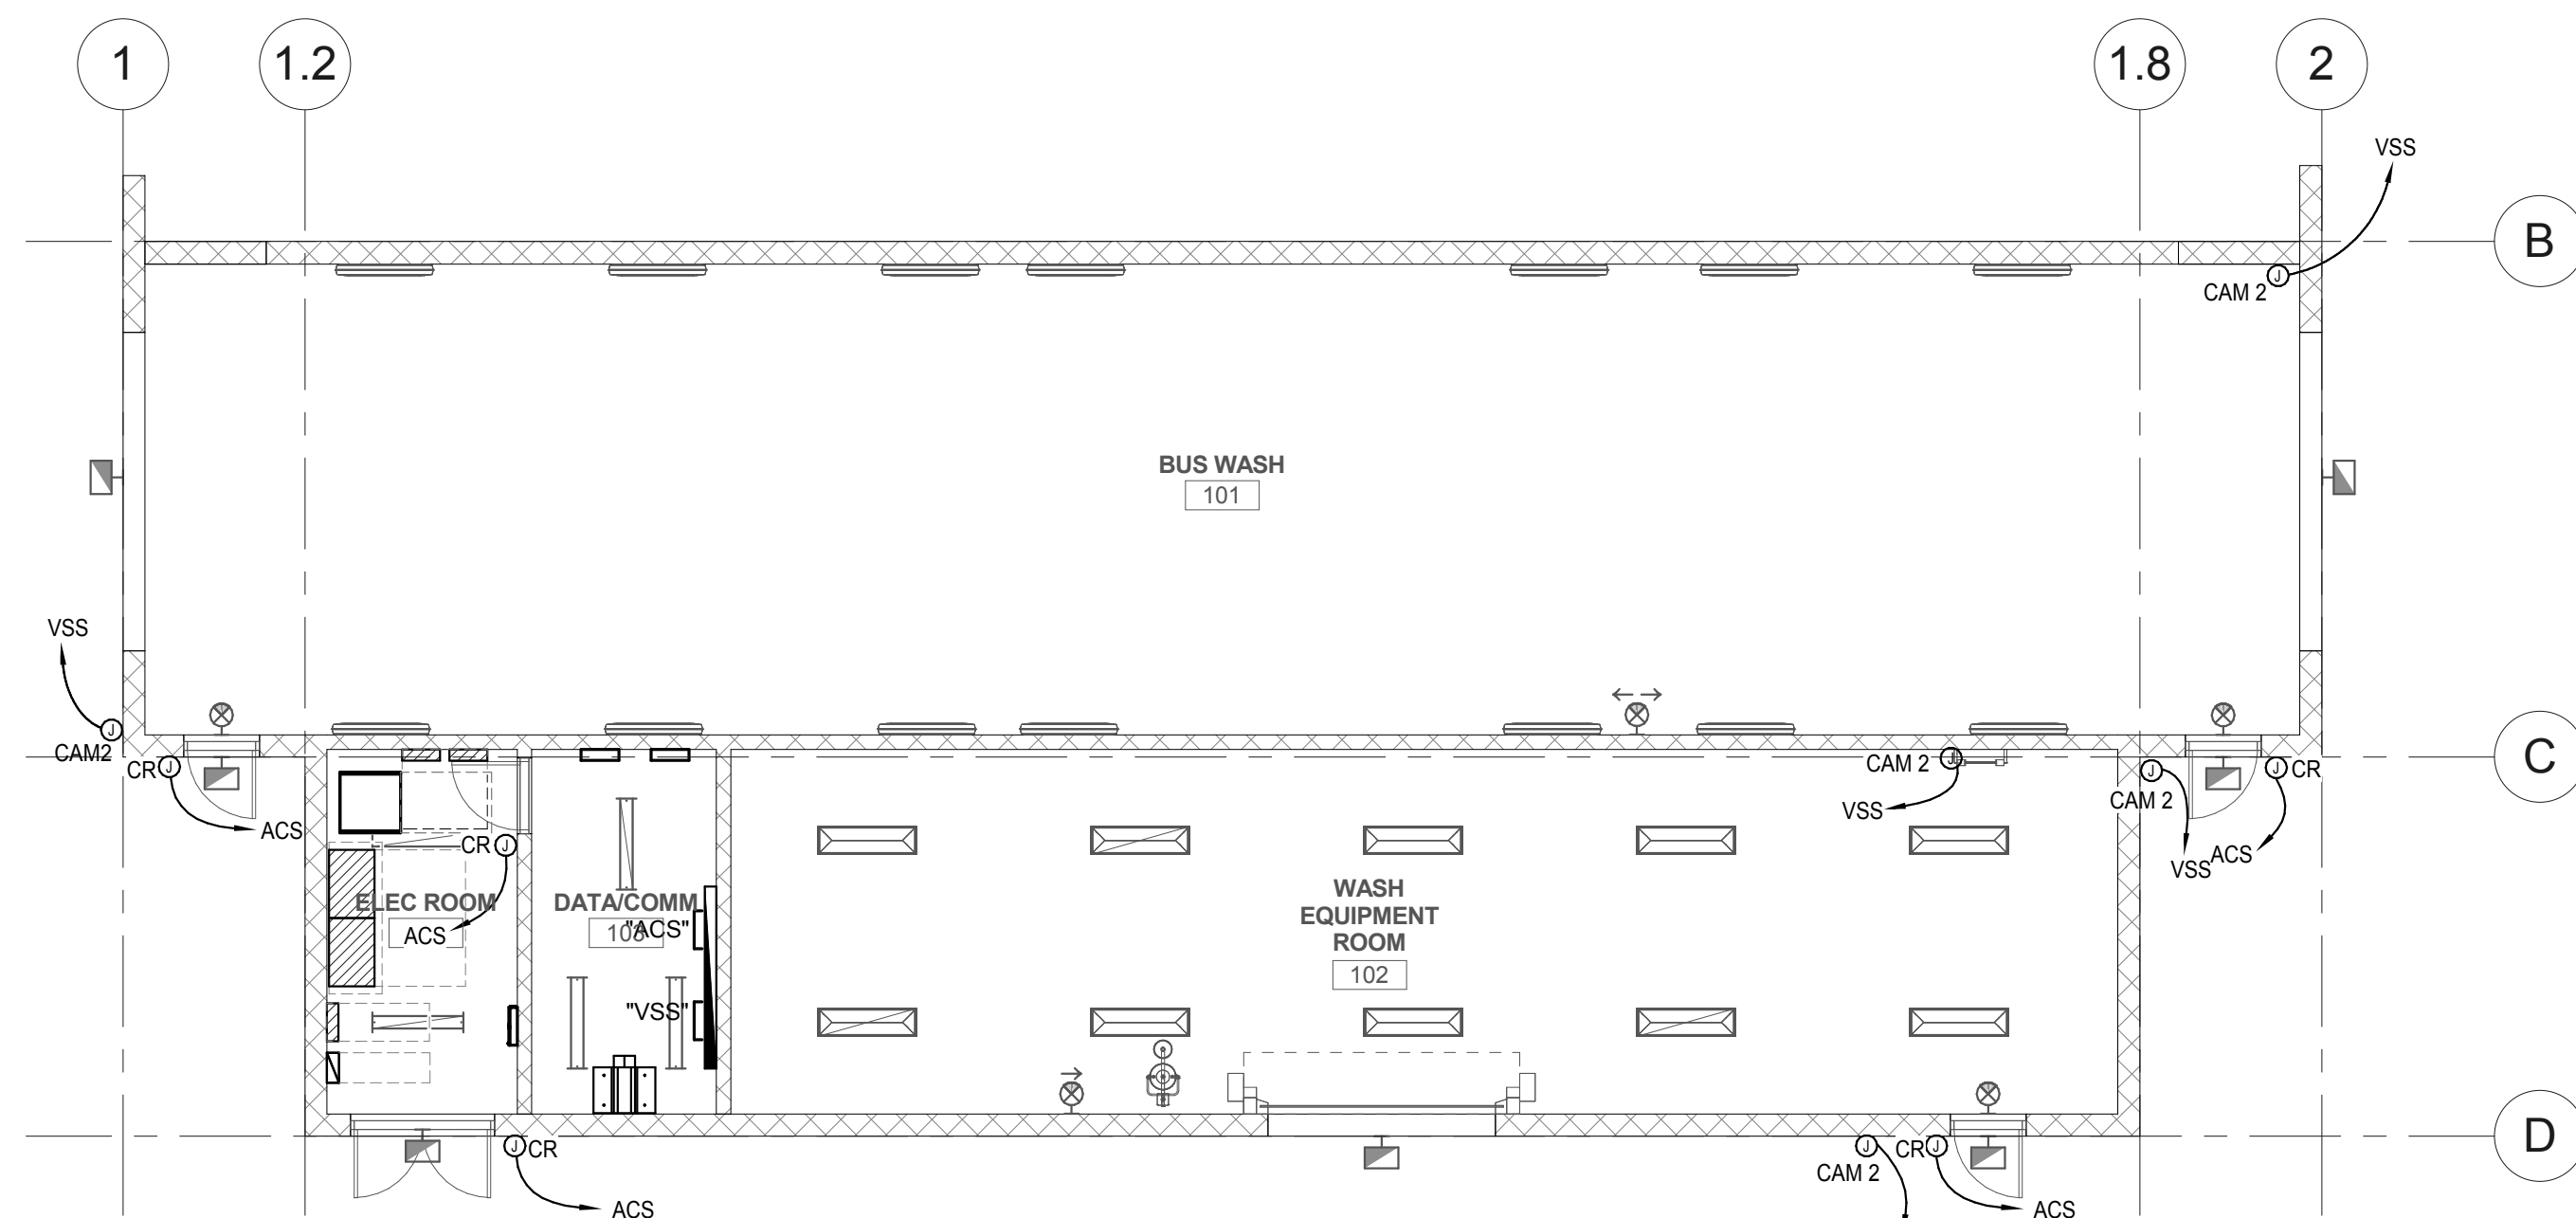 1
1.2
1.8
2
VSS
B
J
CAM 2
BUS WASH
101
VSS
J
CAM2
CR J
ACS
CAM 2 J
VSS
J
CAM 2
VSS
J CR
ACS
C
CR J
ELEC ROOM
ACS
DATA/COMM
103
"ACS"
"VSS"
WASH
EQUIPMENT
ROOM
102
J CR
ACS
J
CAM 2
CR J
ACS
D